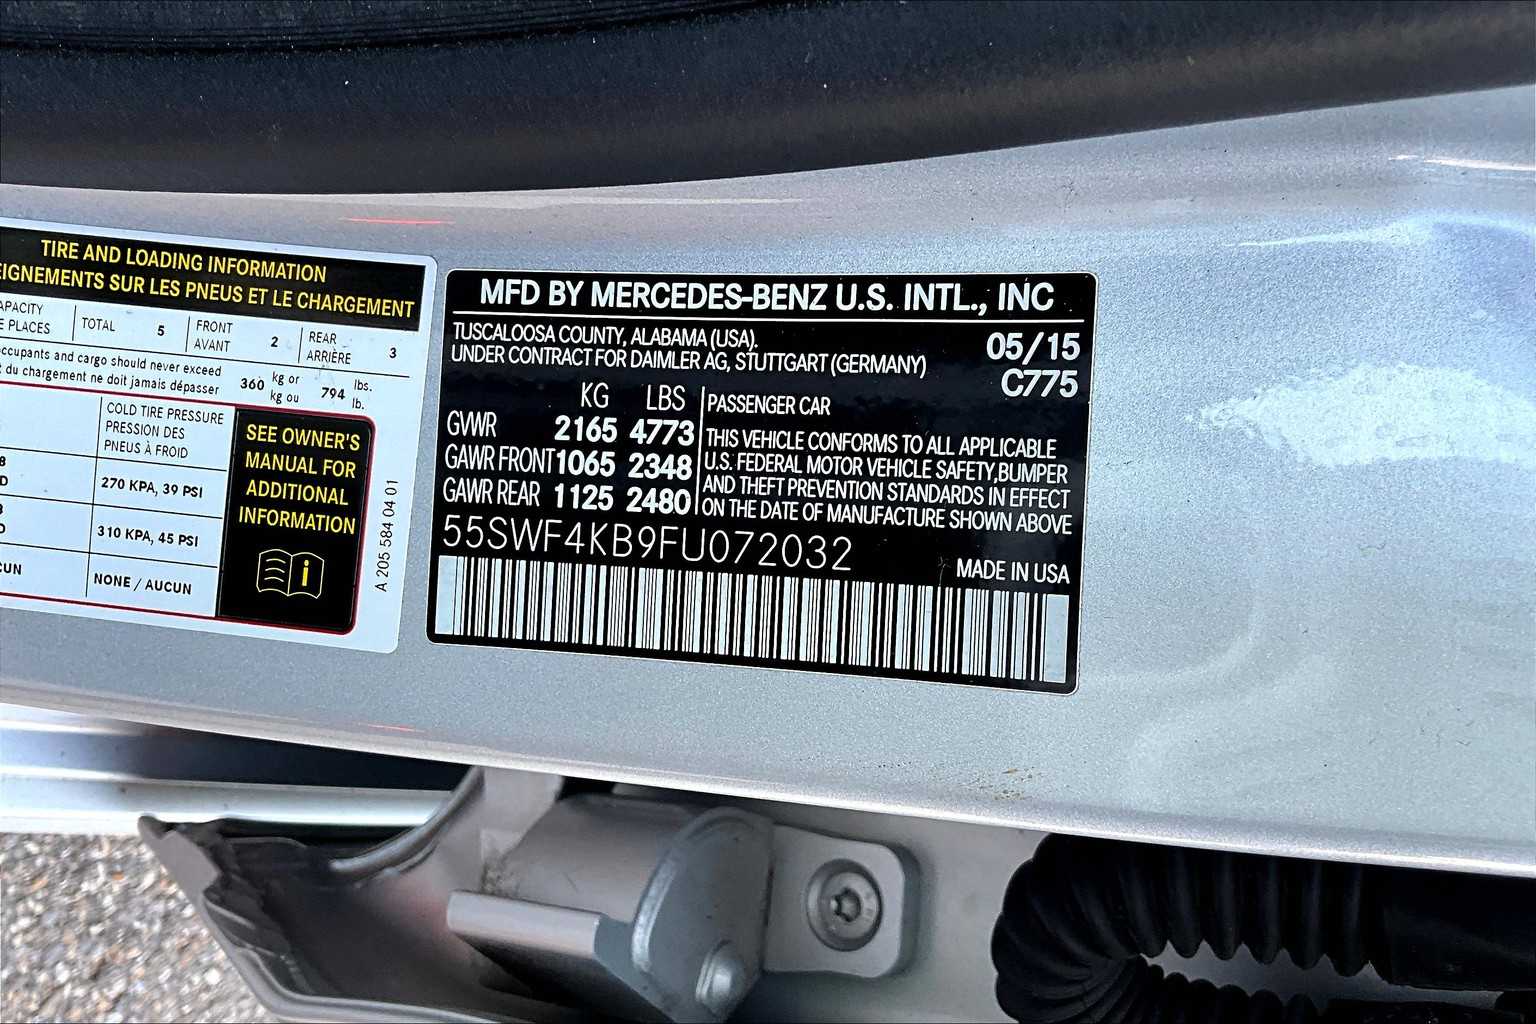 TIRE AND LOADING INFORMATION
EIGNEMENTS SUR LES PNEUS ET LE CHARGEMENT
APACITY
E PLACES
TOTAL 5
FRONT
AVANT
2
REAR
ARRIÈRE
3
ccupants and cargo should never exceed
t du chargement ne doit jamais dépasser
360 kg or
kg ou
794 lbs.
lb.
COLD TIRE PRESSURE
PRESSION DES
PNEUS À FROID
8
D
270 KPA, 39 PSI
D
310 KPA, 45 PSI
CUN
NONE / AUCUN
SEE OWNER'S
MANUAL FOR
ADDITIONAL
INFORMATION
i
A 205 584 04 01
MFD BY MERCEDES-BENZ U.S. INTL., INC
TUSCALOOSA COUNTY, ALABAMA (USA).
UNDER CONTRACT FOR DAIMLER AG, STUTTGART (GERMANY)
05/15
C775
KG LBS
GVWR 2165 4773
GAWR FRONT 1065 2348
GAWR REAR 1125 2480
PASSENGER CAR
THIS VEHICLE CONFORMS TO ALL APPLICABLE
U.S. FEDERAL MOTOR VEHICLE SAFETY,BUMPER
AND THEFT PREVENTION STANDARDS IN EFFECT
ON THE DATE OF MANUFACTURE SHOWN ABOVE
55SWF4KB9FU072032
MADE IN USA